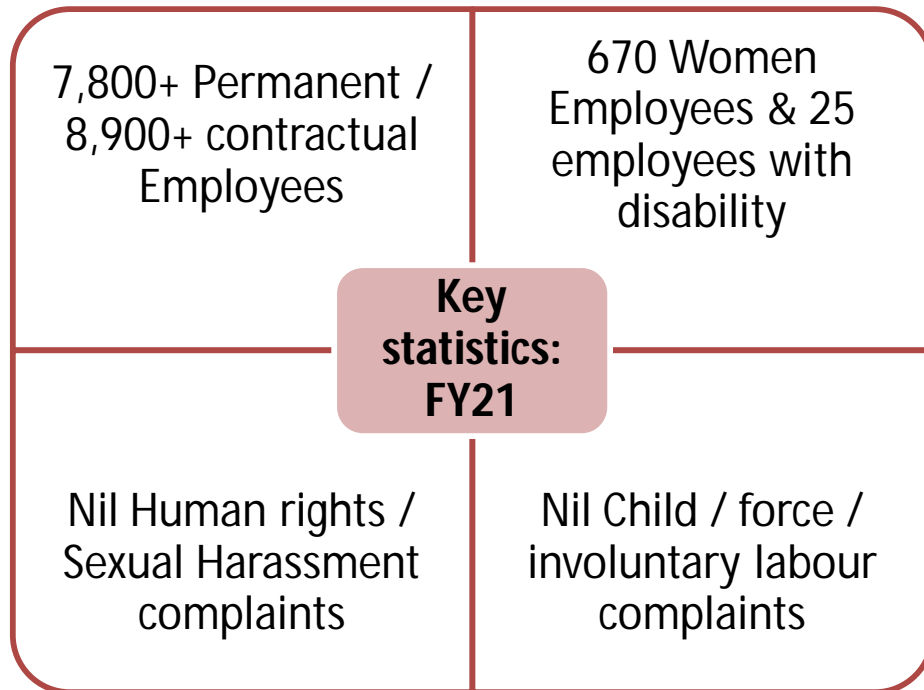 7,800+ Permanent /
8,900+ contractual
Employees
670 Women
Employees & 25
employees with
disability
Key
statistics:
FY21
Nil Human rights /
Sexual Harassment
complaints
Nil Child / force /
involuntary labour
complaints